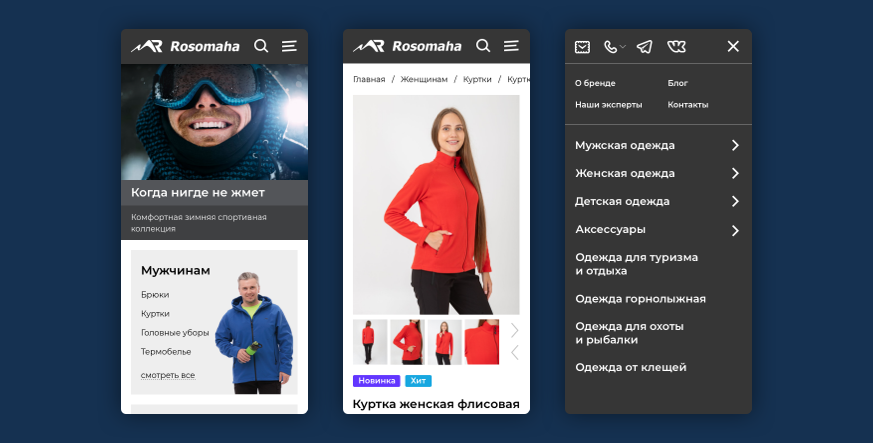 Rosomaha
Когда нигде не жмет
Комфортная зимняя спортивная
коллекция
Мужчинам
Брюки
Куртки
Головные уборы
Термобелье
смотреть все
Rosomaha
Главная / Женщинам / Куртки / Куртк
Новинка Хит
Куртка женская флисовая
О бренде Блог
Наши эксперты Контакты
Мужская одежда
Женская одежда
Детская одежда
Аксессуары
Одежда для туризма
и отдыха
Одежда горнолыжная
Одежда для охоты
и рыбалки
Одежда от клещей